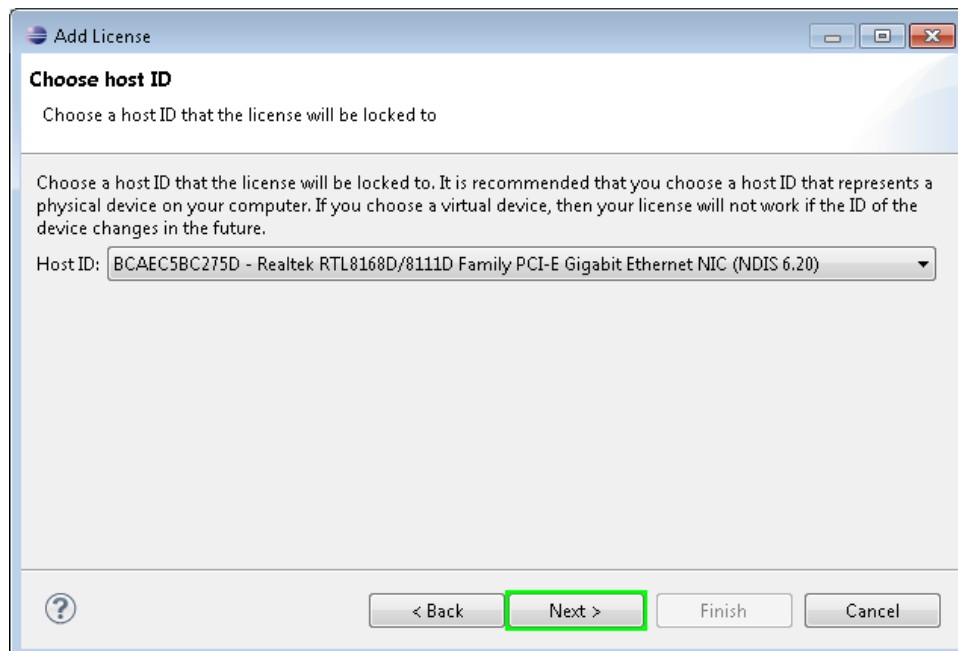 Add License
Choose host ID
Choose a host ID that the license will be locked to
Choose a host ID that the license will be locked to. It is recommended that you choose a host ID that represents a
physical device on your computer. If you choose a virtual device, then your license will not work if the ID of the
device changes in the future.
Host ID: BCAEC5BC275D - Realtek RTL8168D/8111D Family PCI-E Gigabit Ethernet NIC (NDIS 6.20)
? < Back Next > Finish Cancel